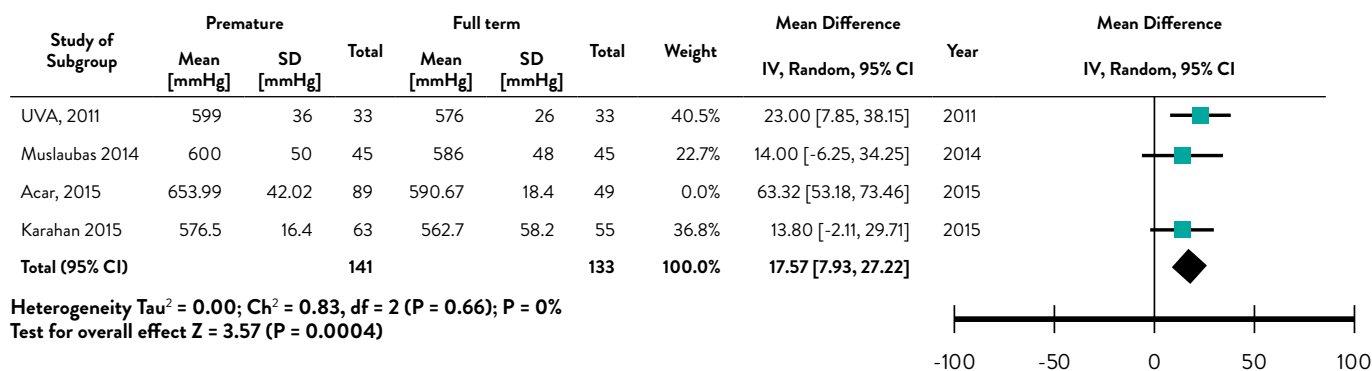 Study of Subgroup Premature Full term Mean Difference Mean Difference
Mean [mmHg] SD [mmHg] Total Mean [mmHg] SD [mmHg] Total Weight IV, Random, 95% CI Year IV, Random, 95% CI
UVA, 2011 599 36 33 576 26 33 40.5% 23.00 [7.85, 38.15] 2011
Muslaubas 2014 600 50 45 586 48 45 22.7% 14.00 [-6.25, 34.25] 2014
Acar, 2015 653.99 42.02 89 590.67 18.4 49 0.0% 63.32 [53.18, 73.46] 2015
Karahan 2015 576.5 16.4 63 562.7 58.2 55 36.8% 13.80 [-2.11, 29.71] 2015
Total (95% CI) 141 133 100.0% 17.57 [7.93, 27.22]
Heterogeneity Tau² = 0.00; Ch² = 0.83, df = 2 (P = 0.66); P = 0%
Test for overall effect Z = 3.57 (P = 0.0004)
-100 -50 0 50 100